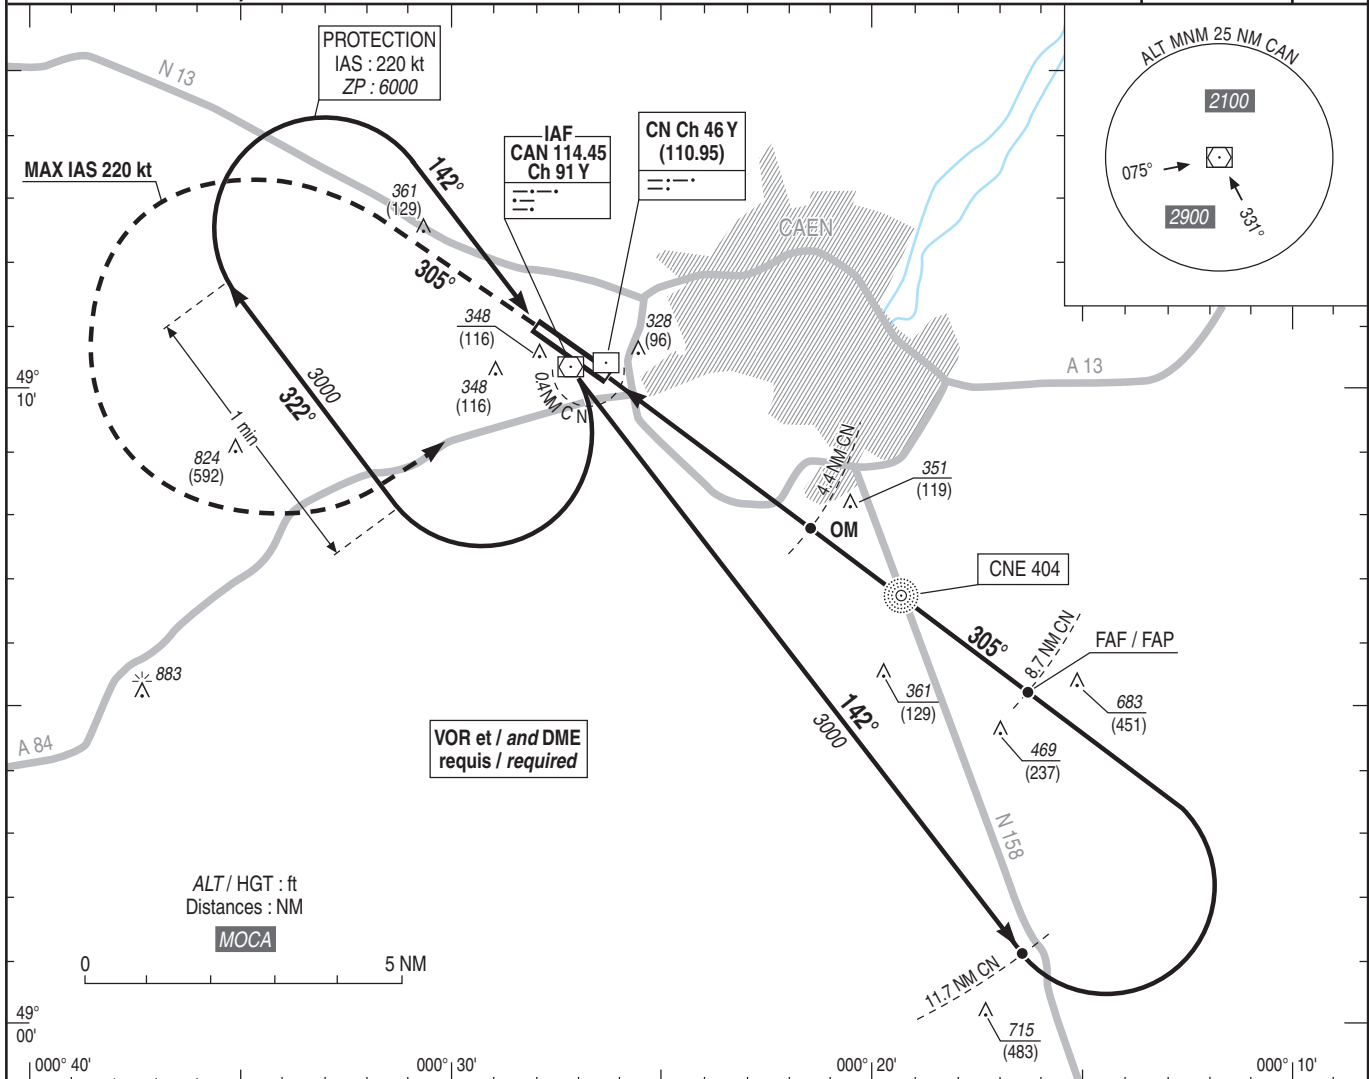 PROTECTION
IAS : 220 kt
ZP : 6000
N 13
MAX IAS 220 kt
142°
IAF
CAN 114.45
Ch 91 Y
CN Ch 46 Y
(110.95)
ALT MNM 25 NM CAN
2100
075°
2900
331°
361
(129)
305°
CAEN
348
(116)
328
(96)
348
(116)
A 13
49°
10'
3000
322°
1 min
0.4 NM CN
824
(592)
4.4 NM CN
351
(119)
OM
CNE 404
305°
8.7 NM CN
FAF / FAP
883
361
(129)
683
(451)
142°
3000
469
(237)
A 84
VOR et / and DME
requis / required
N 158
ALT / HGT : ft
Distances : NM
MOCA
0
5 NM
11.7 NM CN
715
(483)
49°
00'
000° 40'
000° 30'
000° 20'
000° 10'